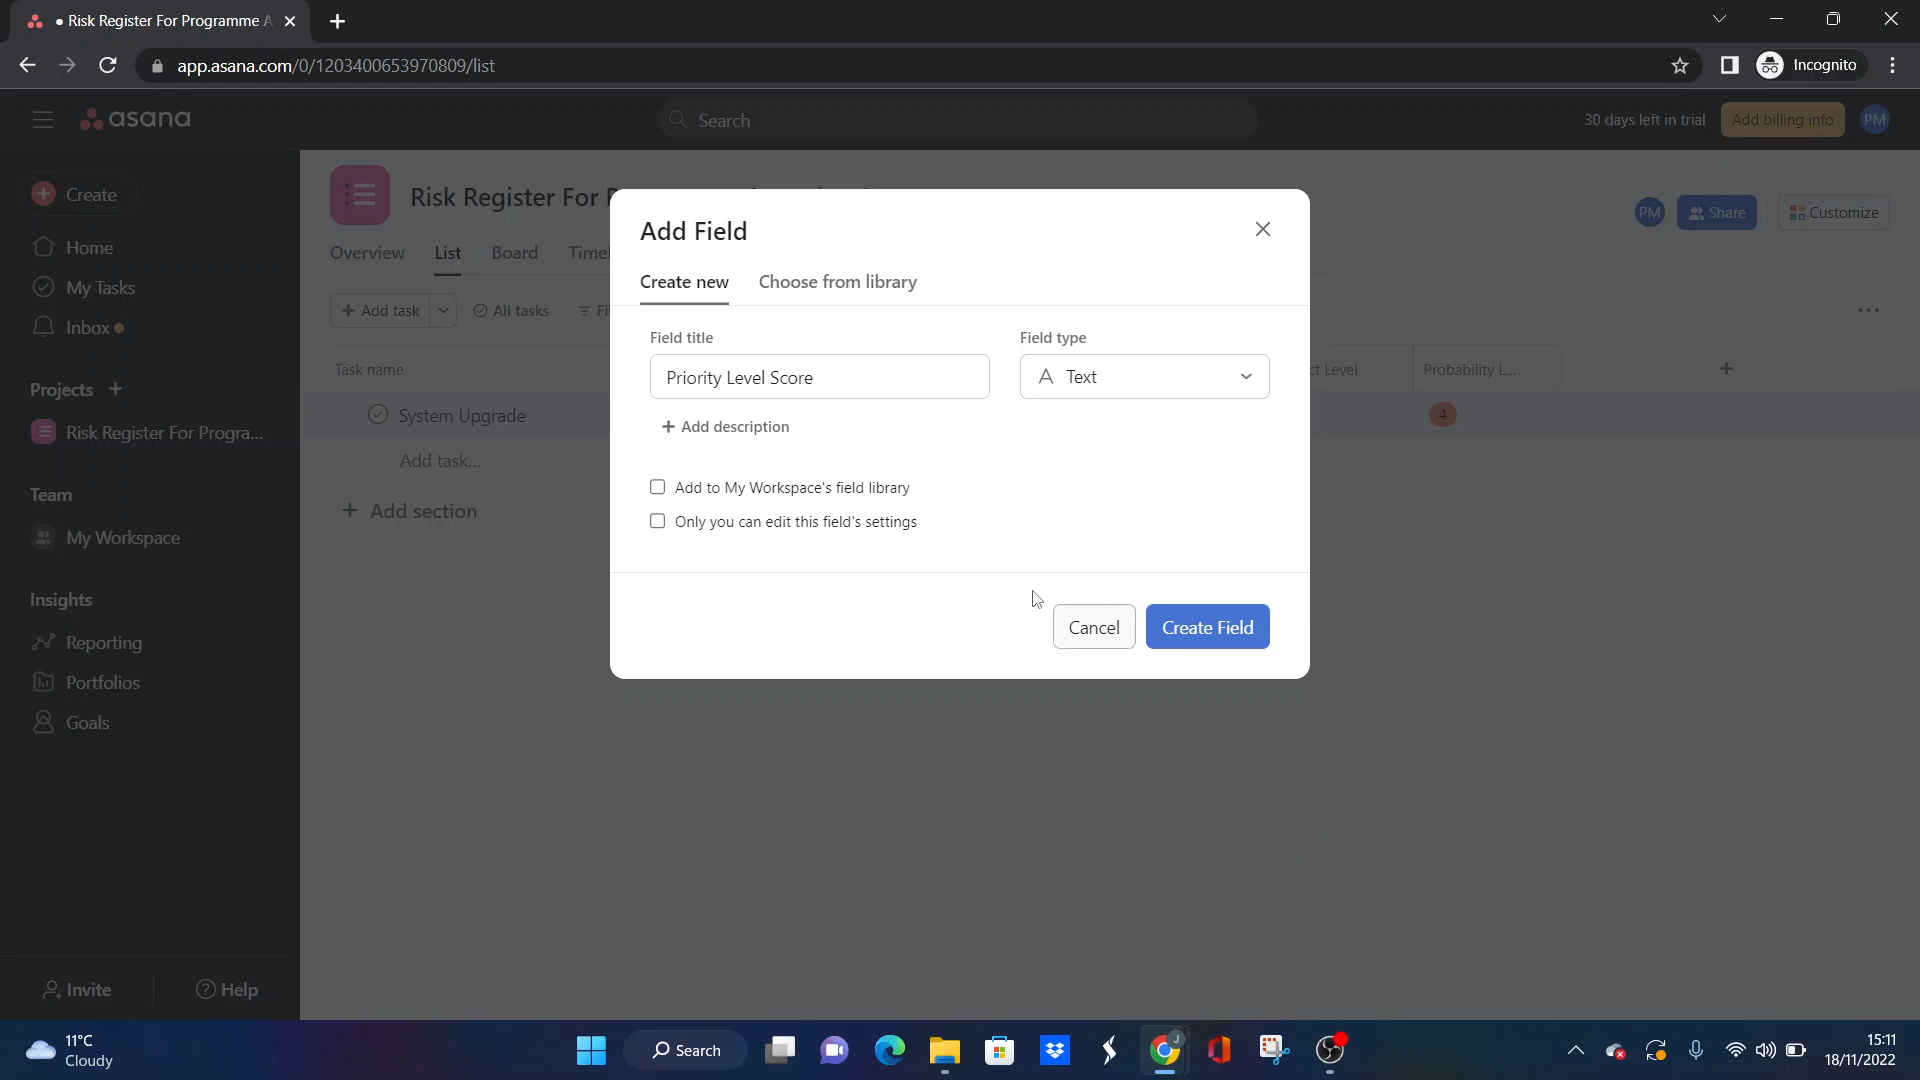 • Risk Register For Programme A
app.asana.com/0/1203400653970809/list
Incognito
asana
Search
30 days left in trial
Add billing info
PM
Create
Home
My Tasks
Inbox
Projects
Risk Register For Progra...
Team
My Workspace
Insights
Reporting
Portfolios
Goals
Invite
Help
Risk Register For
PM
Share
Customize
Overview
List
Board
Add task
All tasks
Task name
ct Level
Probability L...
System Upgrade
4
Add task...
Add section
Add Field
Create new
Choose from library
Field title
Field type
Priority Level Score
Text
Add description
Add to My Workspace's field library
Only you can edit this field's settings
Cancel
Create Field
11°C
Cloudy
Search
15:11
18/11/2022